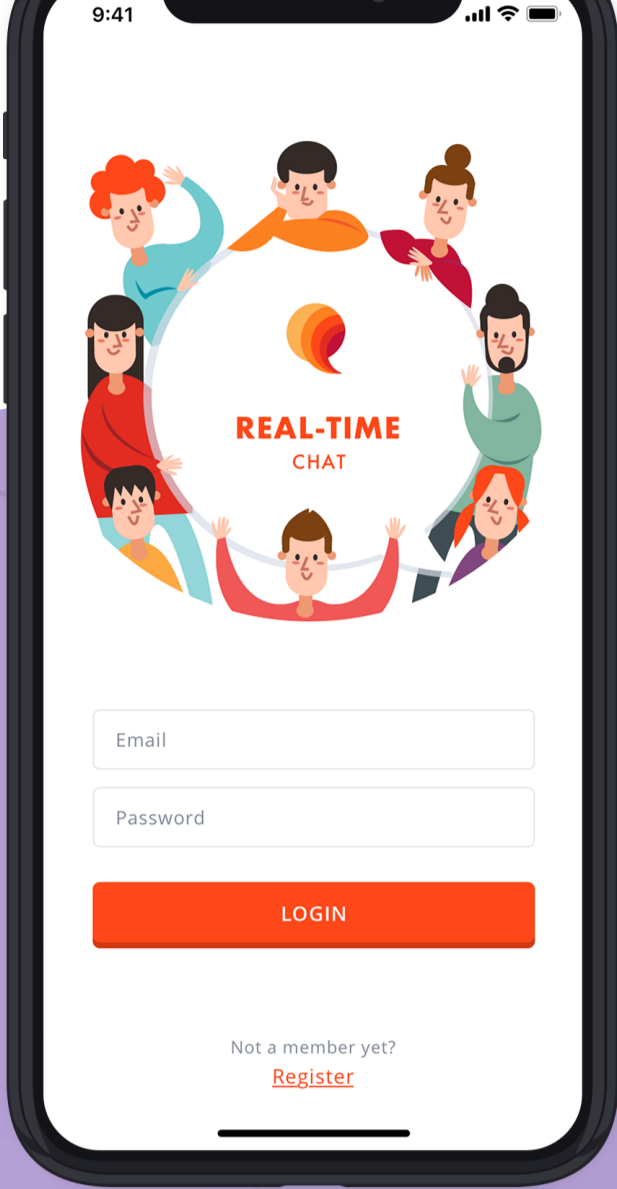 9:41
REAL-TIME
CHAT
Email
Password
LOGIN
Not a member yet?
Register